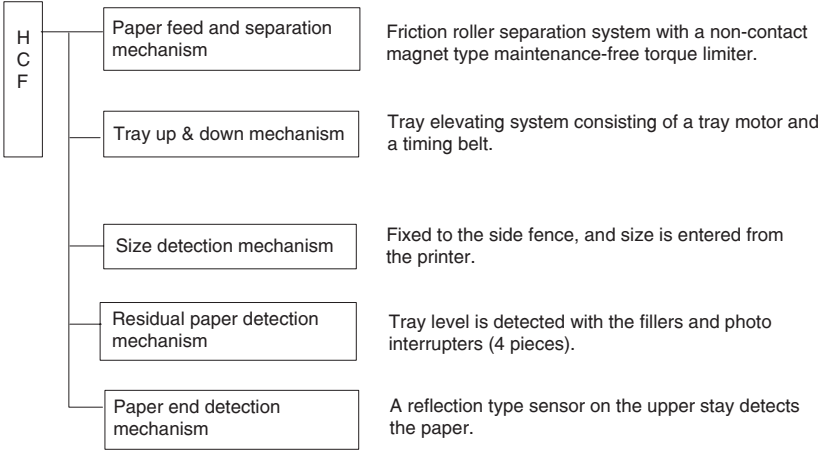 H
C
F
Paper feed and separation
mechanism
Friction roller separation system with a non-contact
magnet type maintenance-free torque limiter.
Tray up & down mechanism
Tray elevating system consisting of a tray motor and
a timing belt.
Size detection mechanism
Fixed to the side fence, and size is entered from
the printer.
Residual paper detection
mechanism
Tray level is detected with the fillers and photo
interrupters (4 pieces).
Paper end detection
mechanism
A reflection type sensor on the upper stay detects
the paper.